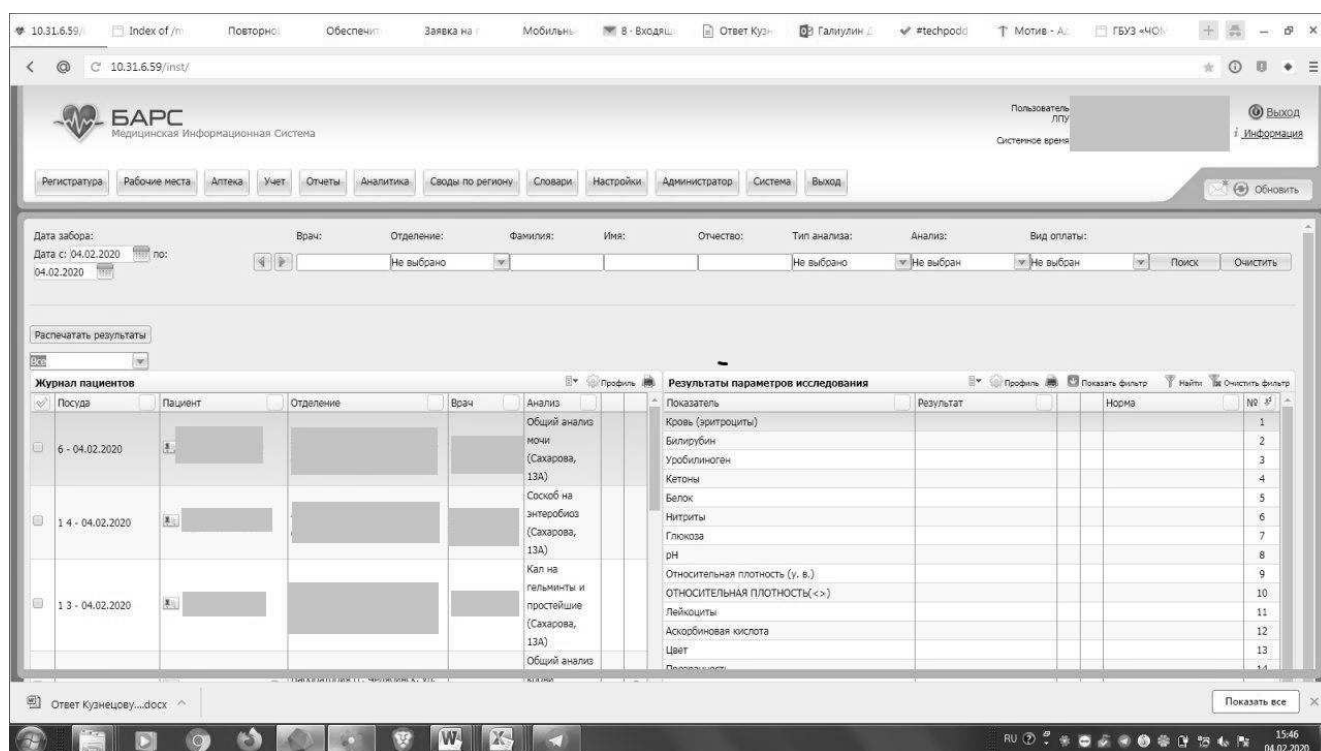 10.31.6.59/ Index of /m Повторно Обеспечит Заявка на г Мобильны В - Входящ Ответ Кузн Галиулин Д #techpodd Мотив - Ад ГБУЗ «ЧОМ
10.31.6.59/inst/
БАРС
Медицинская Информационная Система
Пользователь
ЛПУ
Системное время
Выход
Информация
Регистратура Рабочие места Аптека Учет Отчеты Аналитика Своды по региону Словари Настройки Администратор Система Выход
Обновить
Дата забора: Врач: Отделение: Фамилия: Имя: Отчество: Тип анализа: Анализ: Вид оплаты:
Дата с: 04.02.2020 по:
04.02.2020
Не выбрано Не выбрано Не выбран Не выбран Поиск Очистить
Распечатать результаты
Все
Журнал пациентов Профиль
Посуда Пациент Отделение Врач Анализ
6 - 04.02.2020
Общий анализ
мочи
(Сахарова,
13А)
1 4 - 04.02.2020
Соскоб на
энтеробиоз
(Сахарова,
13А)
1 3 - 04.02.2020
Кал на
гельминты и
простейшие
(Сахарова,
13А)
Общий анализ
Результаты параметров исследования Профиль Показать фильтр Найти Очистить фильтр
Показатель Результат Норма №
Кровь (эритроциты) 1
Билирубин 2
Уробилиноген 3
Кетоны 4
Белок 5
Нитриты 6
Глюкоза 7
pH 8
Относительная плотность (у. в.) 9
ОТНОСИТЕЛЬНАЯ ПЛОТНОСТЬ(<>) 10
Лейкоциты 11
Аскорбиновая кислота 12
Цвет 13
14
Ответ Кузнецову....docx
Показать все
RU
15:46
04.02.2020